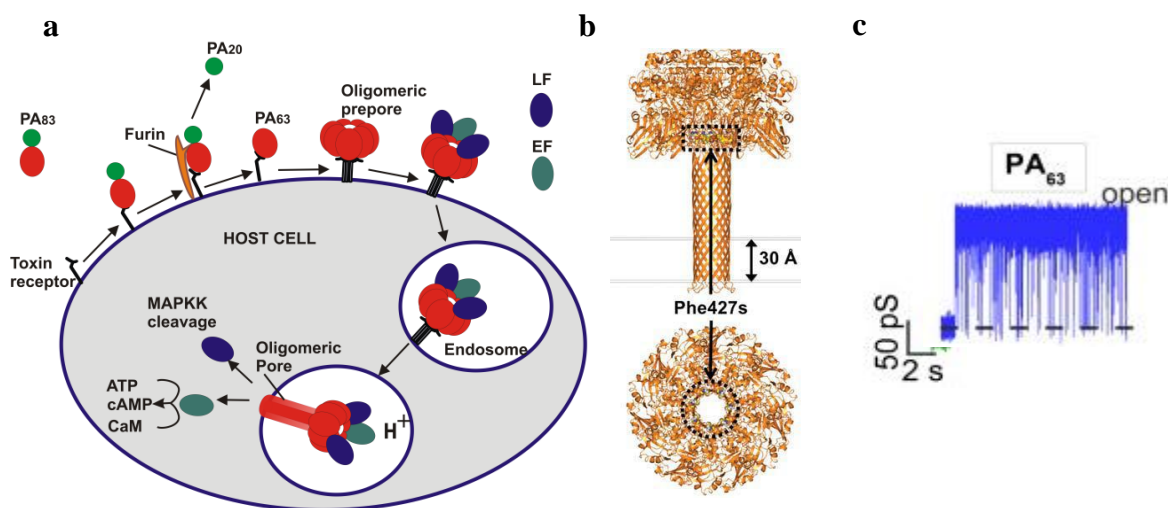 a
PA20
PA83
Furin
PA63
Oligomeric
prepore
LF
EF
HOST CELL
Toxin
receptor
MAPKK
cleavage
Oligomeric
Pore
Endosome
ATP
cAMP
CaM
H+
b
30 Å
Phe427s
c
PA63
open
50 pS
2 s